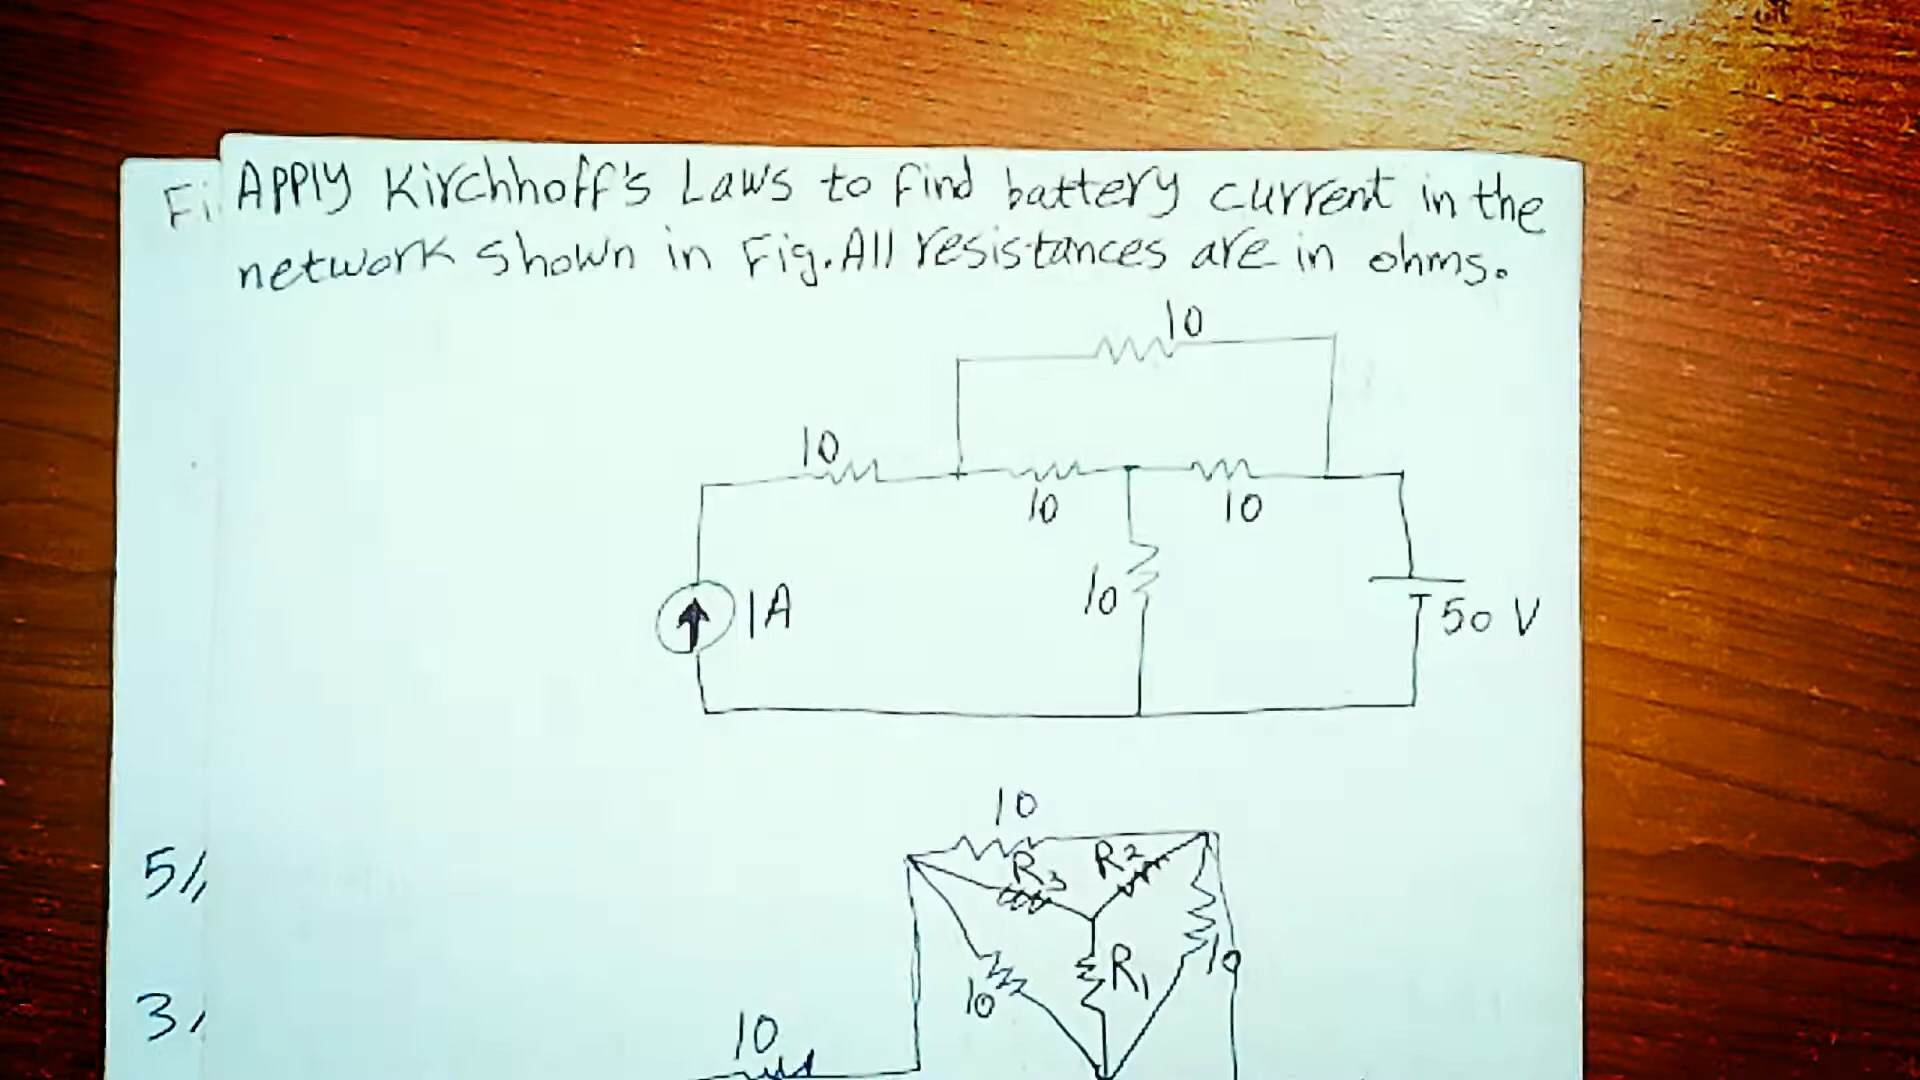 Fi
APPly Kirchhoff's Laws to find battery current in the
network shown in Fig. All resistances are in ohms.
10
10
10
10
10
1A
50 V
10
R3
R2
R1
10
10
10
5
3